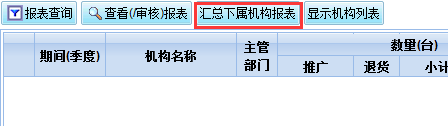 报表查询 查看(/审核)报表 汇总下属机构报表 显示机构列表
期间(季度) 机构名称 主管部门 数量(台)
推广 退货 小计